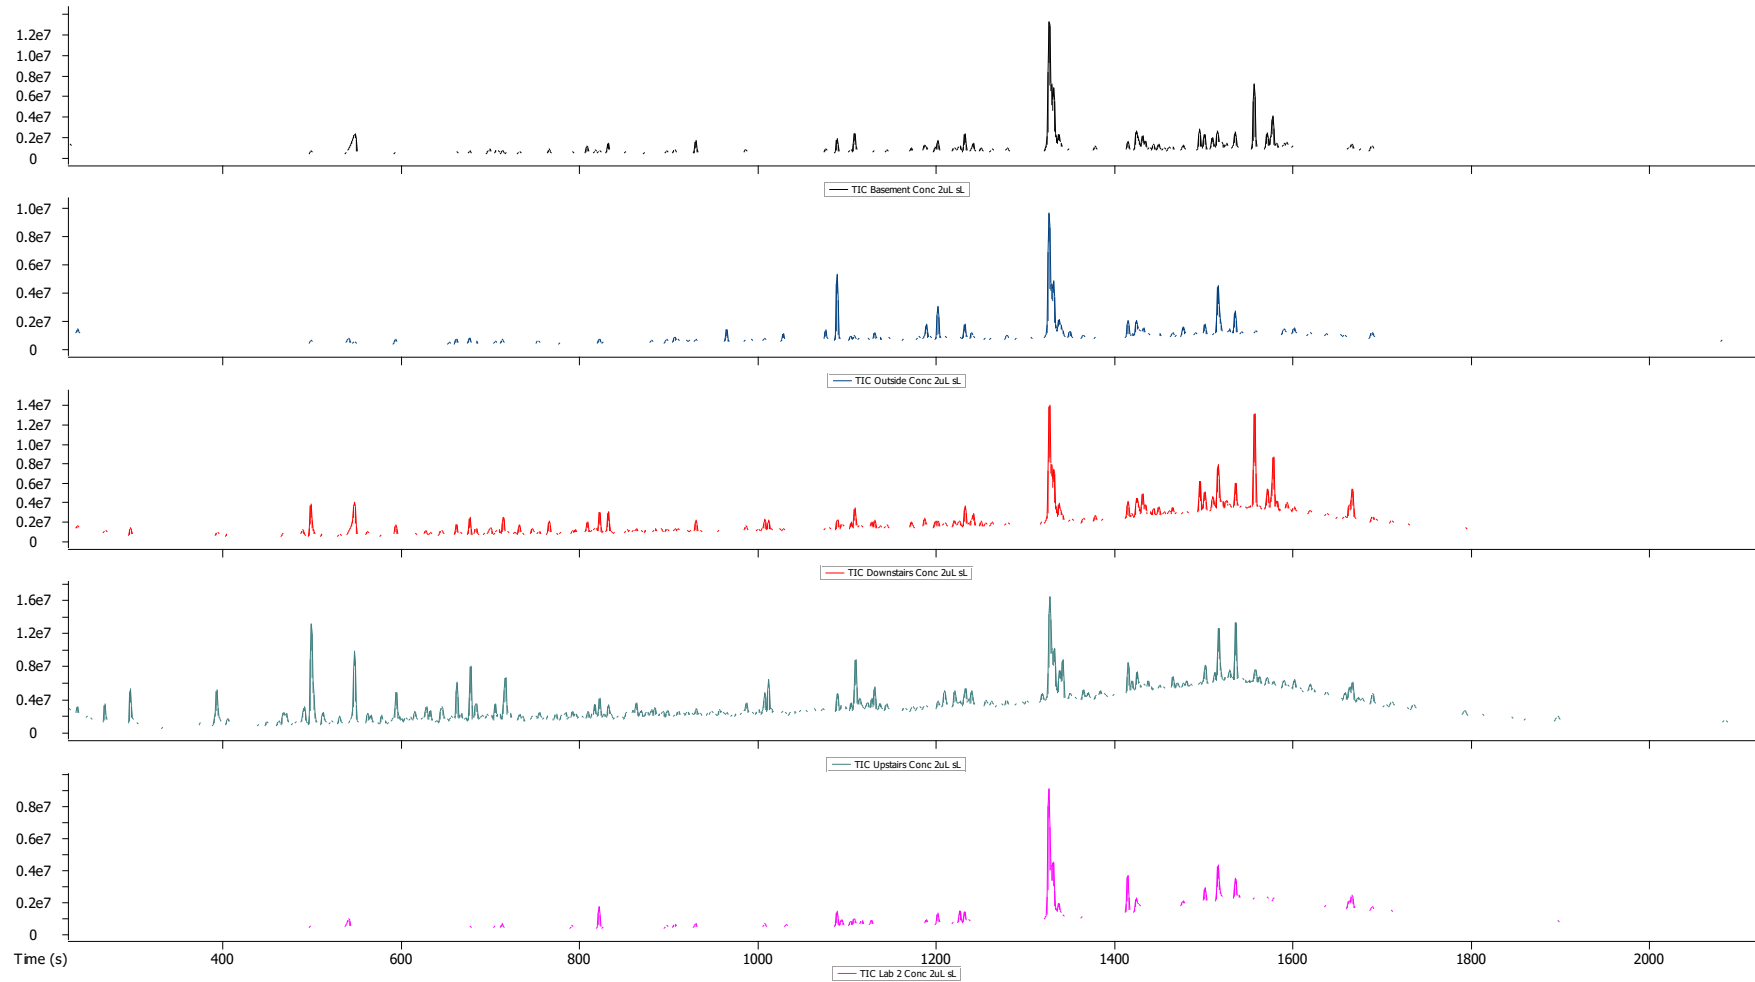 1.2e7
1.0e7
0.8e7
0.6e7
0.4e7
0.2e7
0
TIC Basement Conc 2uL sL
1.0e7
0.8e7
0.6e7
0.4e7
0.2e7
0
TIC Outside Conc 2uL sL
1.4e7
1.2e7
1.0e7
0.8e7
0.6e7
0.4e7
0.2e7
0
TIC Downstairs Conc 2uL sL
1.6e7
1.2e7
0.8e7
0.4e7
0
TIC Upstairs Conc 2uL sL
0.8e7
0.6e7
0.4e7
0.2e7
0
Time (s) 400 600 800 1000 1200 1400 1600 1800 2000
TIC Lab 2 Conc 2uL sL